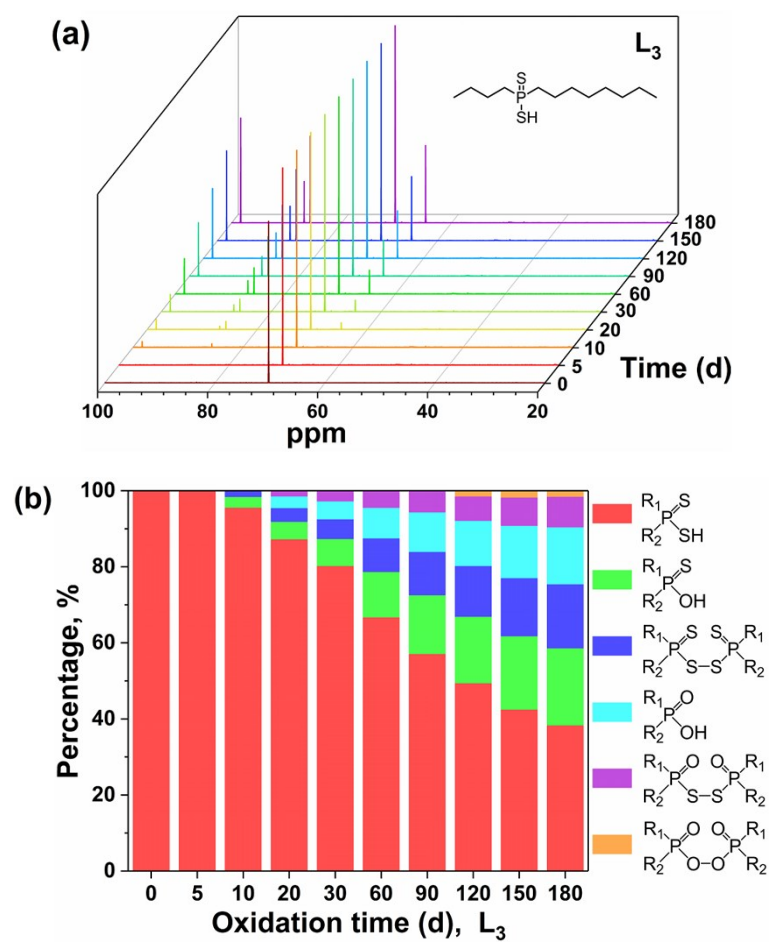 (a)
L3
S
P
SH
180
150
120
90
60
30
20
10
5
0
Time (d)
100 80 60 40 20
ppm
(b)
100
80
60
40
20
0
Percentage, %
0 5 10 20 30 60 90 120 150 180
Oxidation time (d), L3
R1 S
P
R2 SH
R1 S
P
R2 OH
R1 S S R1
P P
R2 S-S R2
R1 O
P
R2 OH
R1 O O R1
P P
R2 S-S R2
R1 O O R1
P P
R2 O-O R2